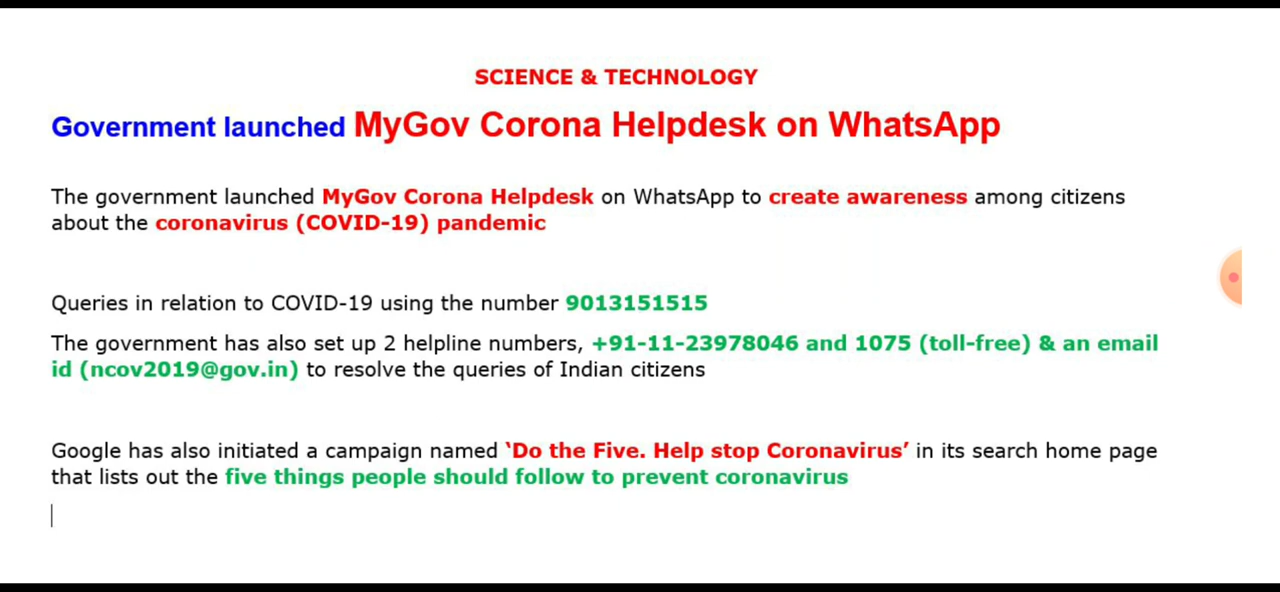 SCIENCE & TECHNOLOGY
Government launched MyGov Corona Helpdesk on WhatsApp
The government launched MyGov Corona Helpdesk on WhatsApp to create awareness among citizens
about the coronavirus (COVID-19) pandemic
Queries in relation to COVID-19 using the number 9013151515
The government has also set up 2 helpline numbers, +91-11-23978046 and 1075 (toll-free) & an email
id (ncov2019@gov.in) to resolve the queries of Indian citizens
Google has also initiated a campaign named ‘Do the Five. Help stop Coronavirus’ in its search home page
that lists out the five things people should follow to prevent coronavirus